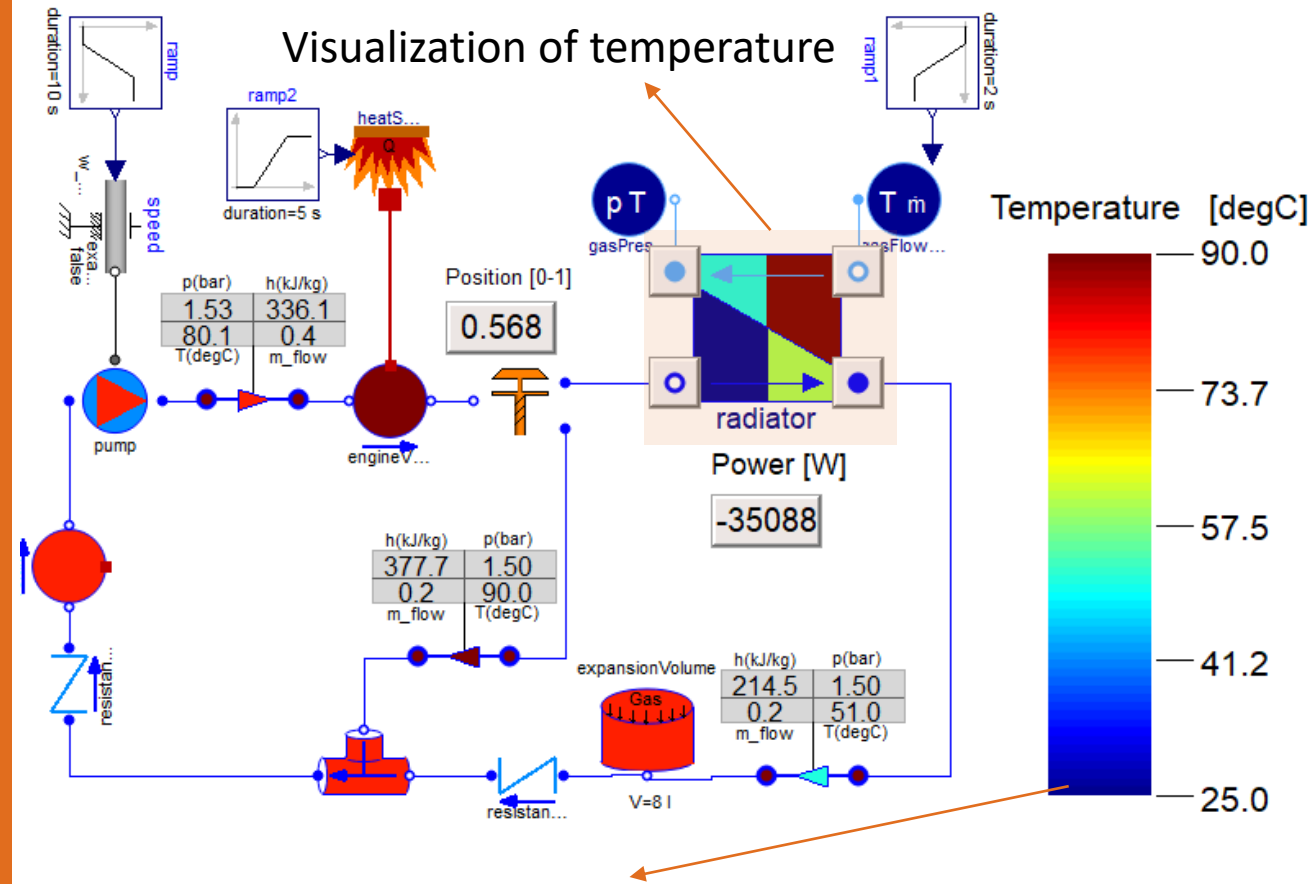 Visualization of temperature
duration=10 s
ramp
ramp2
duration=5 s
heatS...
Q
ramp1
duration=2 s
w_...
speed
exa...
false
p T
gasPres
T ṁ
gasFlow...
Temperature [degC]
90.0
73.7
57.5
41.2
25.0
p(bar) h(kJ/kg)
1.53 336.1
80.1 0.4
T(degC) m_flow
Position [0-1]
0.568
pump
engineV...
radiator
Power [W]
-35088
h(kJ/kg) p(bar)
377.7 1.50
0.2 90.0
m_flow T(degC)
resistan...
expansionVolume
Gas
V=8 l
h(kJ/kg) p(bar)
214.5 1.50
0.2 51.0
m_flow T(degC)
resistan...